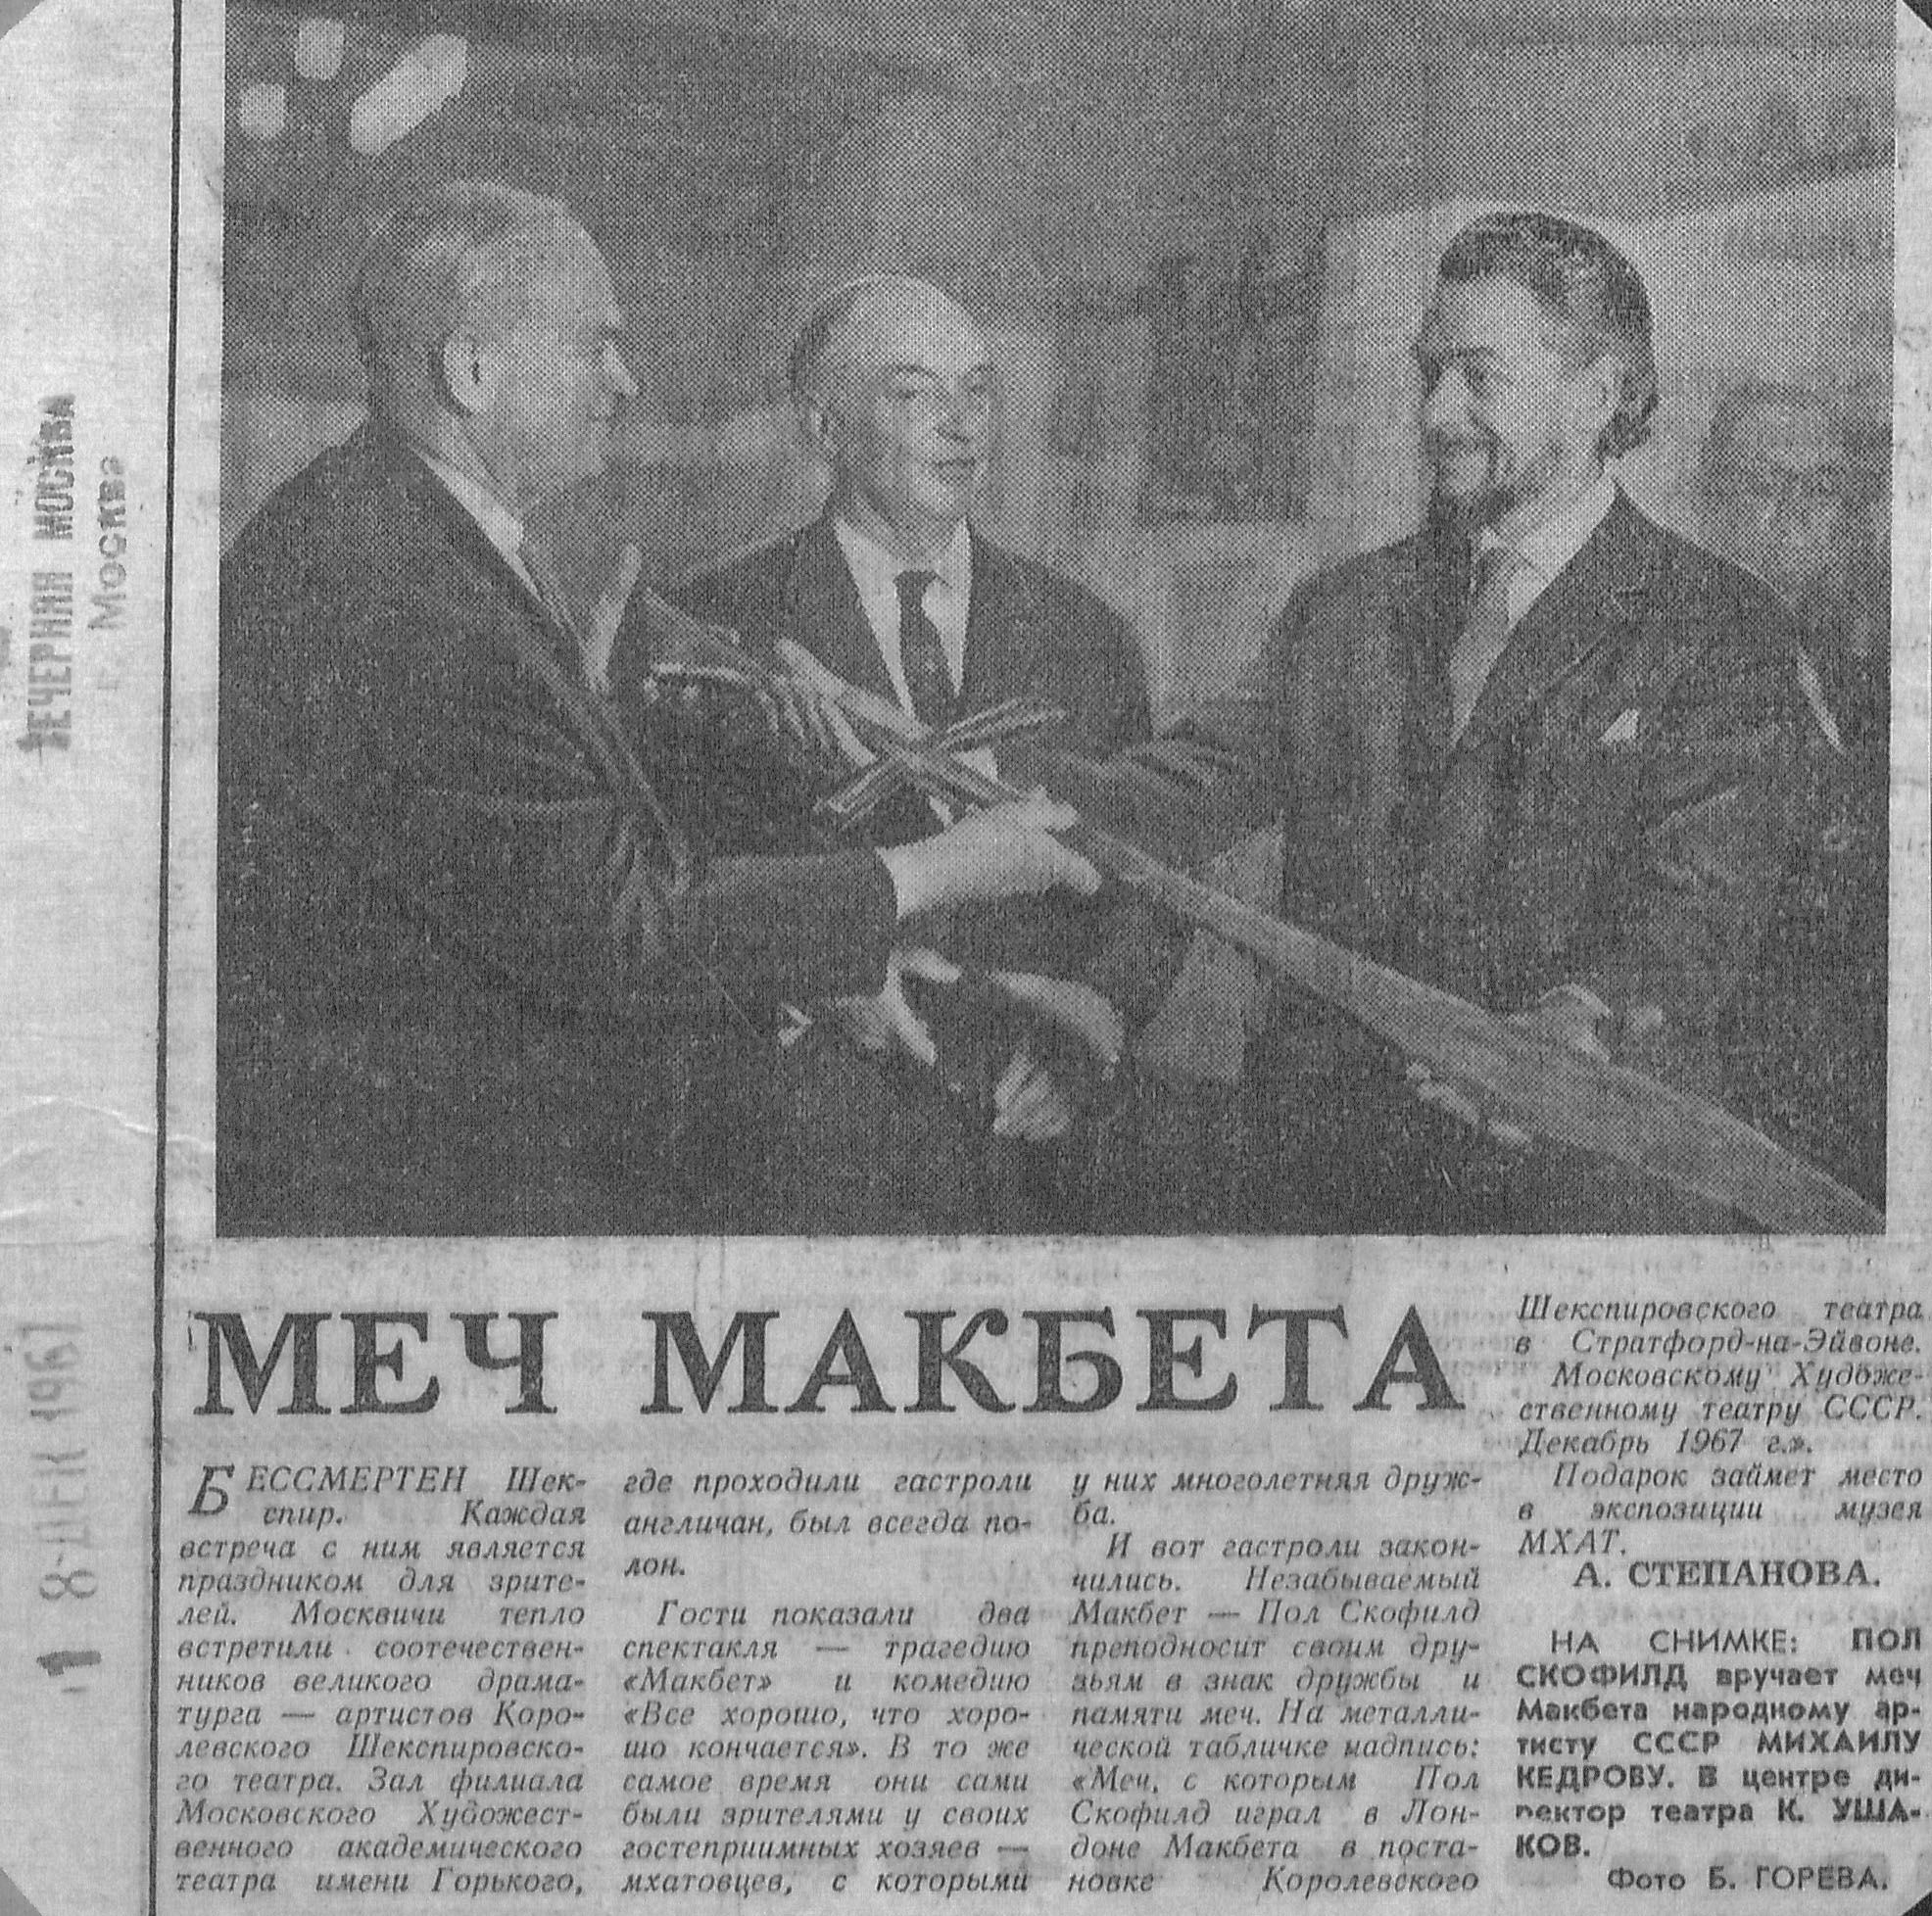 ВЕЧЕРНЯЯ МОСКВА
г. Москва
18 ДЕК 1967
МЕЧ МАКБЕТА
БЕССМЕРТЕН Шек-
спир. Каждая
встреча с ним является
праздником для зрите-
лей. Москвичи тепло
встретили соотечествен-
ников великого драма-
турга — артистов Коро-
левского Шекспировско-
го театра. Зал филиала
Московского Художест-
венного академического
театра имени Горького,
где проходили гастроли
англичан, был всегда по-
лон.
Гости показали два
спектакля — трагедию
«Макбет» и комедию
«Все хорошо, что хоро-
шо кончается». В то же
самое время они сами
были зрителями у своих
гостеприимных хозяев —
мхатовцев, с которыми
у них многолетняя друж-
ба.
И вот гастроли закон-
чились. Незабываемый
Макбет — Пол Скофилд
преподносит своим дру-
зьям в знак дружбы и
памяти меч. На металли-
ческой табличке надпись:
«Меч, с которым Пол
Скофилд играл в Лон-
доне Макбета в поста-
новке Королевского
Шекспировского театра
в Стратфорд-на-Эйвоне.
Московскому Художе-
ственному театру СССР.
Декабрь 1967 г.».
Подарок займет место
в экспозиции музея
МХАТ.
А. СТЕПАНОВА.
НА СНИМКЕ: ПОЛ
СКОФИЛД вручает меч
Макбета народному ар-
тисту СССР МИХАИЛУ
КЕДРОВУ. В центре ди-
ректор театра К. УША-
КОВ.
Фото Б. ГОРЕВА.